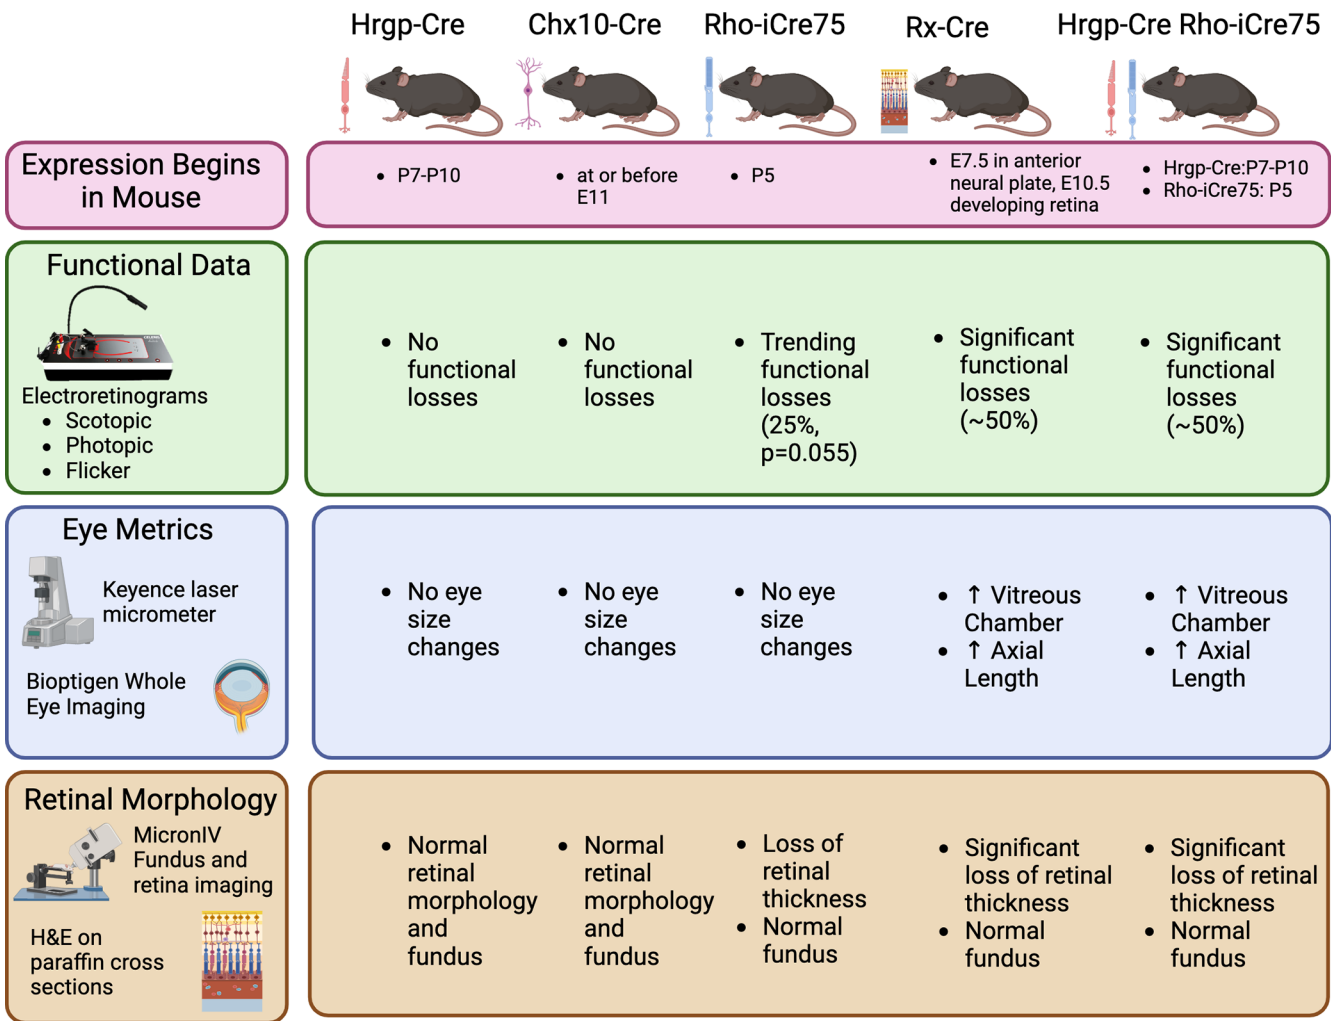 Hrgp-Cre
Chx10-Cre
Rho-iCre75
Rx-Cre
Hrgp-Cre Rho-iCre75
Expression Begins
in Mouse
• P7-P10
• at or before
E11
• P5
• E7.5 in anterior
neural plate, E10.5
developing retina
• Hrgp-Cre:P7-P10
• Rho-iCre75: P5
Functional Data
Electroretinograms
• Scotopic
• Photopic
• Flicker
• No
functional
losses
• No
functional
losses
• Trending
functional
losses
(25%,
p=0.055)
• Significant
functional
losses
(~50%)
• Significant
functional
losses
(~50%)
Eye Metrics
Keyence laser
micrometer
Bioptigen Whole
Eye Imaging
• No eye
size
changes
• No eye
size
changes
• No eye
size
changes
• ↑ Vitreous
Chamber
• ↑ Axial
Length
• ↑ Vitreous
Chamber
• ↑ Axial
Length
Retinal Morphology
MicronIV
Fundus and
retina imaging
H&E on
paraffin cross
sections
• Normal
retinal
morphology
and
fundus
• Normal
retinal
morphology
and
fundus
• Loss of
retinal
thickness
• Normal
fundus
• Significant
loss of retinal
thickness
• Normal
fundus
• Significant
loss of retinal
thickness
• Normal
fundus